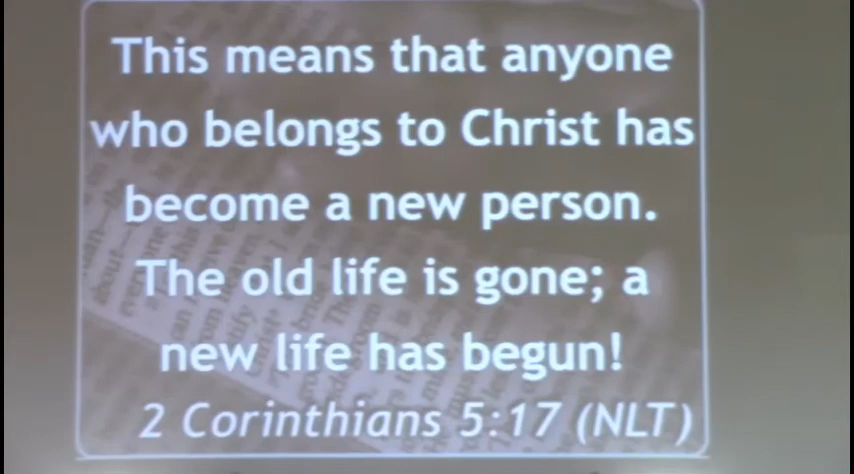 This means that anyone
who belongs to Christ has
become a new person.
The old life is gone; a
new life has begun!
2 Corinthians 5:17 (NLT)